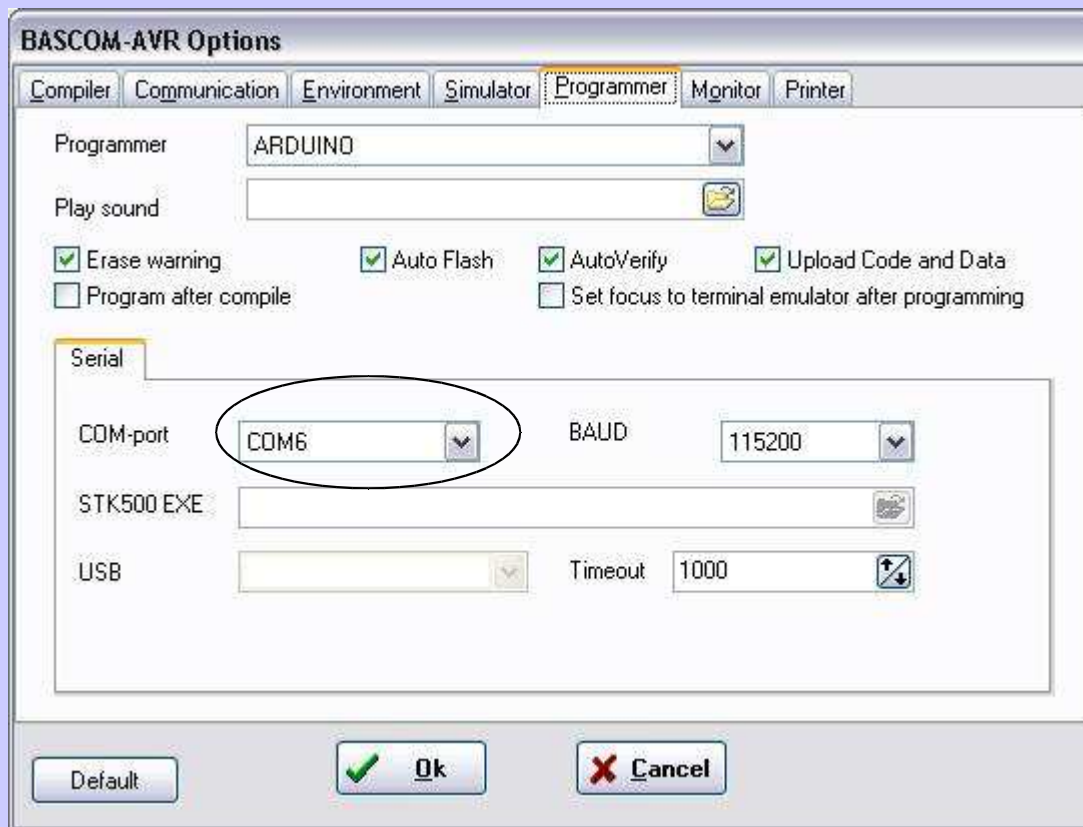 BASCOM-AVR Options
Compiler Communication Environment Simulator Programmer Monitor Printer
Programmer ARDUINO
Play sound
Erase warning Auto Flash AutoVerify Upload Code and Data
Program after compile Set focus to terminal emulator after programming
Serial
COM-port COM6 BAUD 115200
STK500 EXE
USB Timeout 1000
Default Ok Cancel